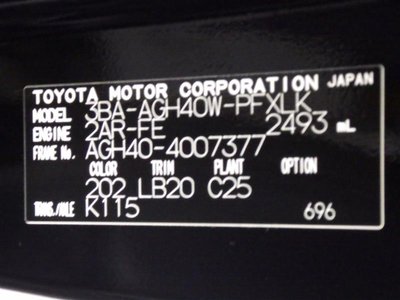 TOYOTA MOTOR CORPORATION JAPAN
MODEL 3BA-AGH40W-PFXLK
ENGINE 2AR-FE 2493 mL
FRAME No. AGH40-4007377
COLOR TRIM PLANT OPTION
202 LB20 C25
TRANS./AXLE K115 696